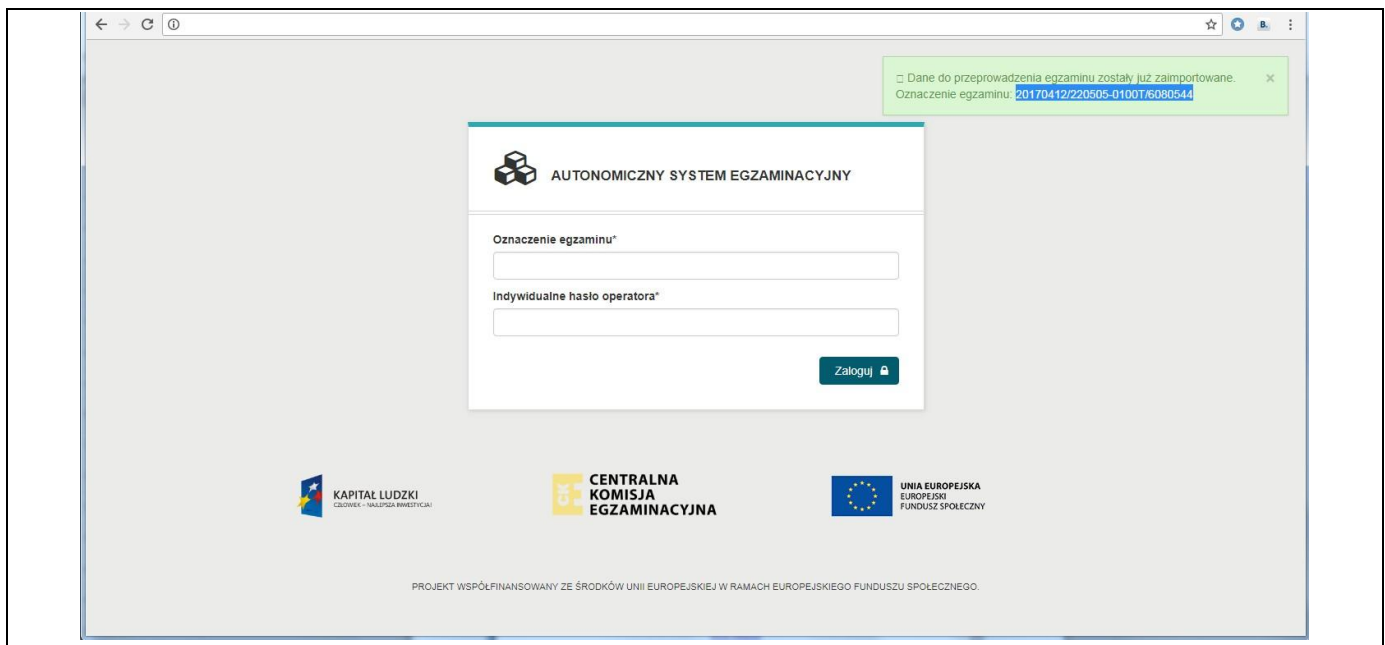 Dane do przeprowadzenia egzaminu zostały już zaimportowane.
Oznaczenie egzaminu: 20170412/220505-0100T/6080544
AUTONOMICZNY SYSTEM EGZAMINACYJNY
Oznaczenie egzaminu*
Indywidualne hasło operatora*
Zaloguj
KAPITAŁ LUDZKI
CZŁOWIEK – NAJLEPSZA INWESTYCJA!
CKE
CENTRALNA
KOMISJA
EGZAMINACYJNA
UNIA EUROPEJSKA
EUROPEJSKI
FUNDUSZ SPOŁECZNY
PROJEKT WSPÓŁFINANSOWANY ZE ŚRODKÓW UNII EUROPEJSKIEJ W RAMACH EUROPEJSKIEGO FUNDUSZU SPOŁECZNEGO.